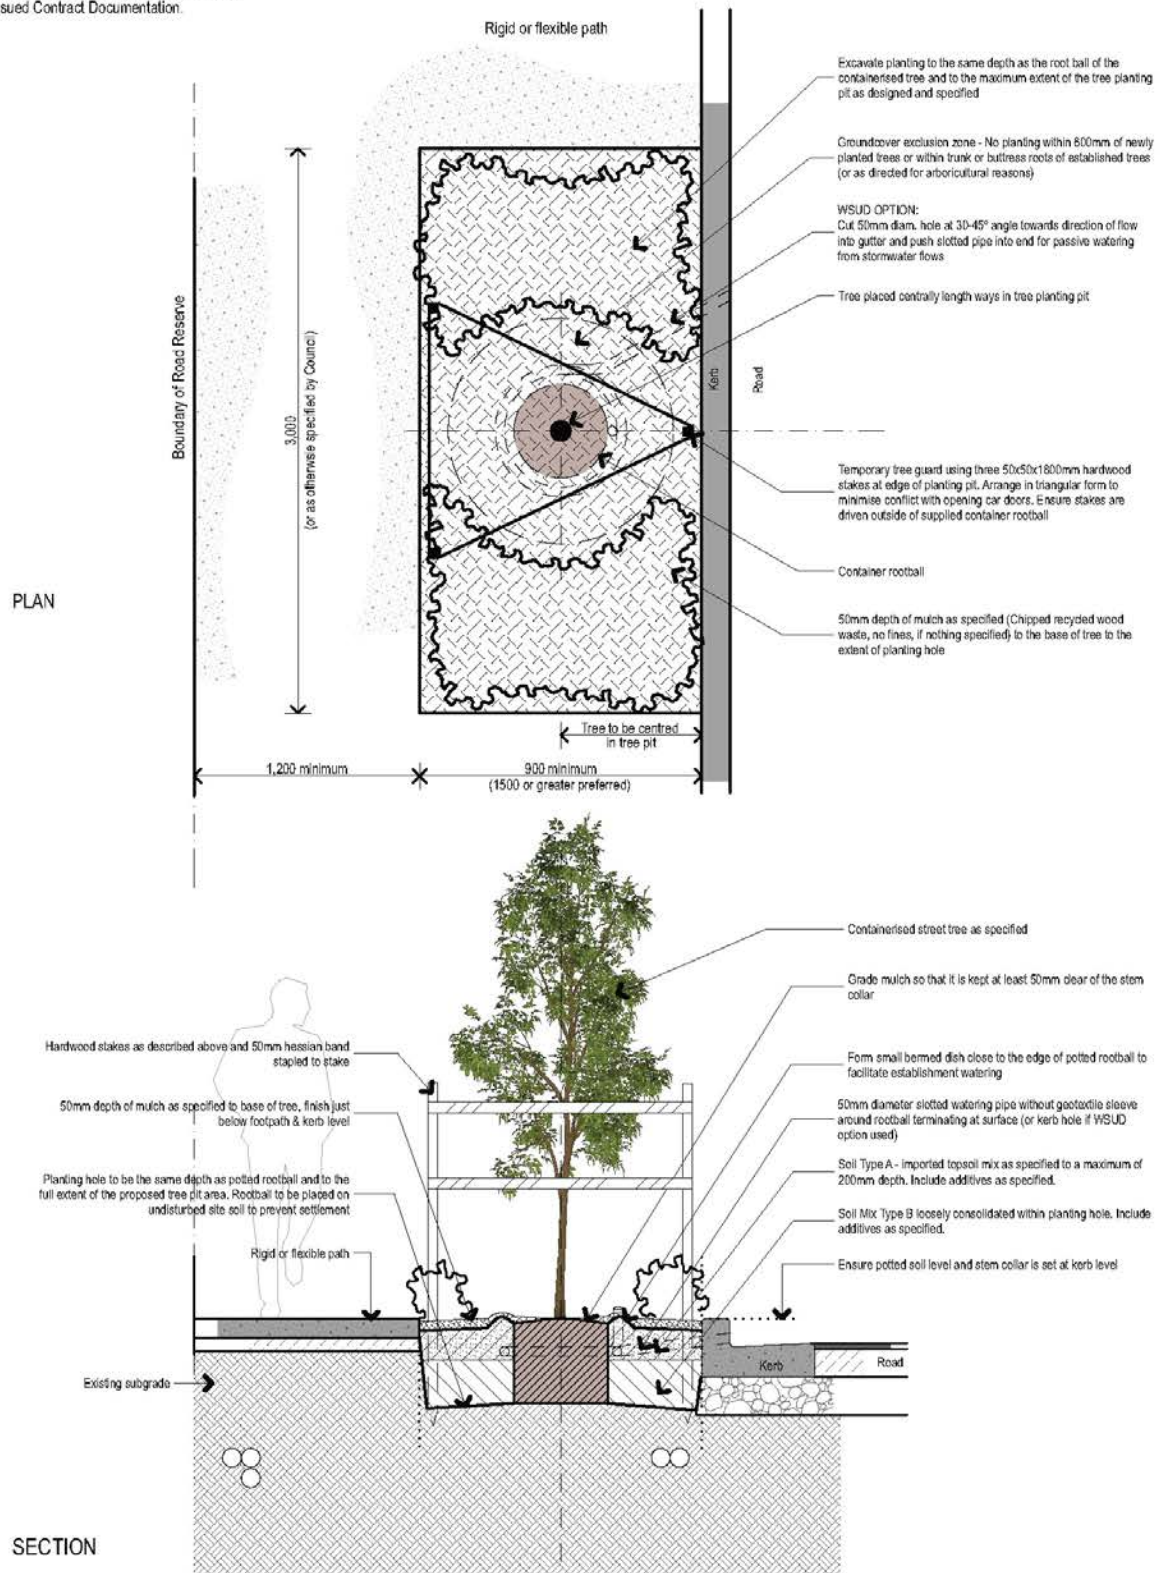 sued Contract Documentation.
Rigid or flexible path
Excavate planting to the same depth as the root ball of the
containerised tree and to the maximum extent of the tree planting
pit as designed and specified
Groundcover exclusion zone - No planting within 600mm of newly
planted trees or within trunk or buttress roots of established trees
(or as directed for arboricultural reasons)
WSUD OPTION:
Cut 50mm diam. hole at 30-45° angle towards direction of flow
into gutter and push slotted pipe into end for passive watering
from stormwater flows
Tree placed centrally length ways in tree planting pit
Boundary of Road Reserve
3,000
(or as otherwsie specified by Council)
Kerb
Road
Temporary tree guard using three 50x50x1800mm hardwood
stakes at edge of planting pit. Arrange in triangular form to
minimise conflict with opening car doors. Ensure stakes are
driven outside of supplied container rootball
Container rootball
PLAN
50mm depth of mulch as specified (Chipped recycled wood
waste, no fines, if nothing specified) to the base of tree to the
extent of planting hole
Tree to be centred
in tree pit
1,200 minimum
900 minimum
(1500 or greater preferred)
Containerised street tree as specified
Grade mulch so that it is kept at least 50mm clear of the stem
collar
Hardwood stakes as described above and 50mm hessian band
stapled to stake
Form small bermed dish close to the edge of potted rootball to
facilitate establishment watering
50mm depth of mulch as specified to base of tree, finish just
below footpath & kerb level
50mm diameter slotted watering pipe without geotextile sleeve
around rootball terminating at surface (or kerb hole if WSUD
option used)
Soil Type A - imported topsoil mix as specified to a maximum of
200mm depth. Include additives as specified.
Planting hole to be the same depth as potted rootball and to the
full extent of the proposed tree pit area. Rootball to be placed on
undisturbed site soil to prevent settlement
Soil Mix Type B loosely consolidated within planting hole. Include
additives as specified.
Rigid or flexible path
Ensure potted soil level and stem collar is set at kerb level
Kerb
Road
Existing subgrade
SECTION